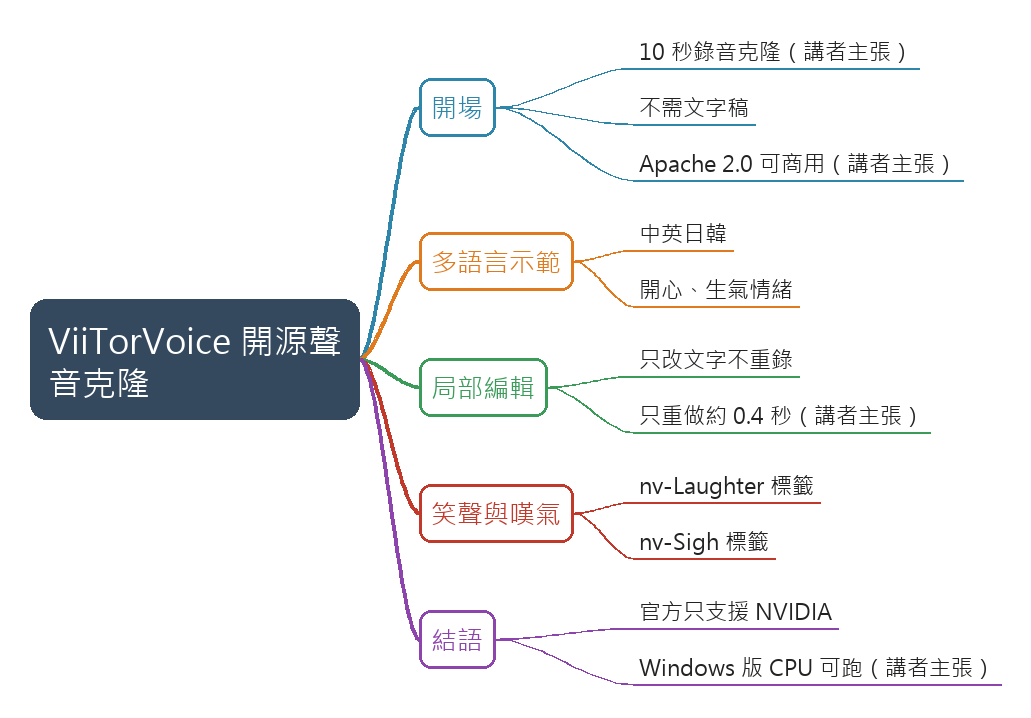 ViiTorVoice 開源聲
音克隆
開場
10 秒錄音克隆（講者主張）
不需文字稿
Apache 2.0 可商用（講者主張）
多語言示範
中英日韓
開心、生氣情緒
局部編輯
只改文字不重錄
只重做約 0.4 秒（講者主張）
笑聲與嘆氣
nv-Laughter 標籤
nv-Sigh 標籤
結語
官方只支援 NVIDIA
Windows 版 CPU 可跑（講者主張）